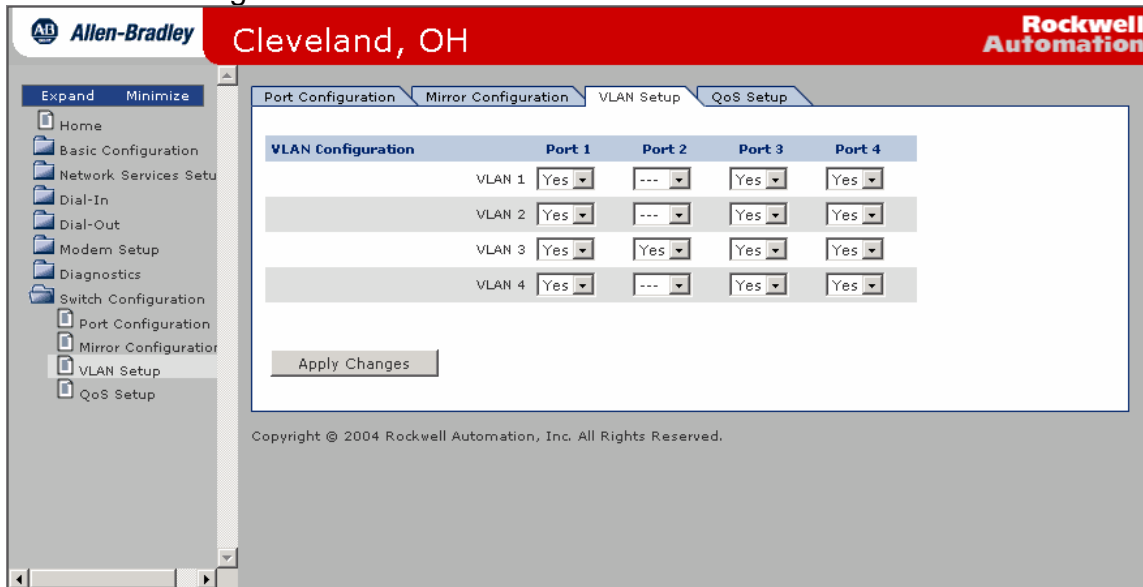 Allen-Bradley
Cleveland, OH
Rockwell
Automation
Expand Minimize
Home
Basic Configuration
Network Services Setu
Dial-In
Dial-Out
Modem Setup
Diagnostics
Switch Configuration
Port Configuration
Mirror Configuration
VLAN Setup
QoS Setup
Port Configuration Mirror Configuration VLAN Setup QoS Setup
VLAN Configuration Port 1 Port 2 Port 3 Port 4
VLAN 1 Yes --- Yes Yes
VLAN 2 Yes --- Yes Yes
VLAN 3 Yes Yes Yes Yes
VLAN 4 Yes --- Yes Yes
Apply Changes
Copyright © 2004 Rockwell Automation, Inc. All Rights Reserved.